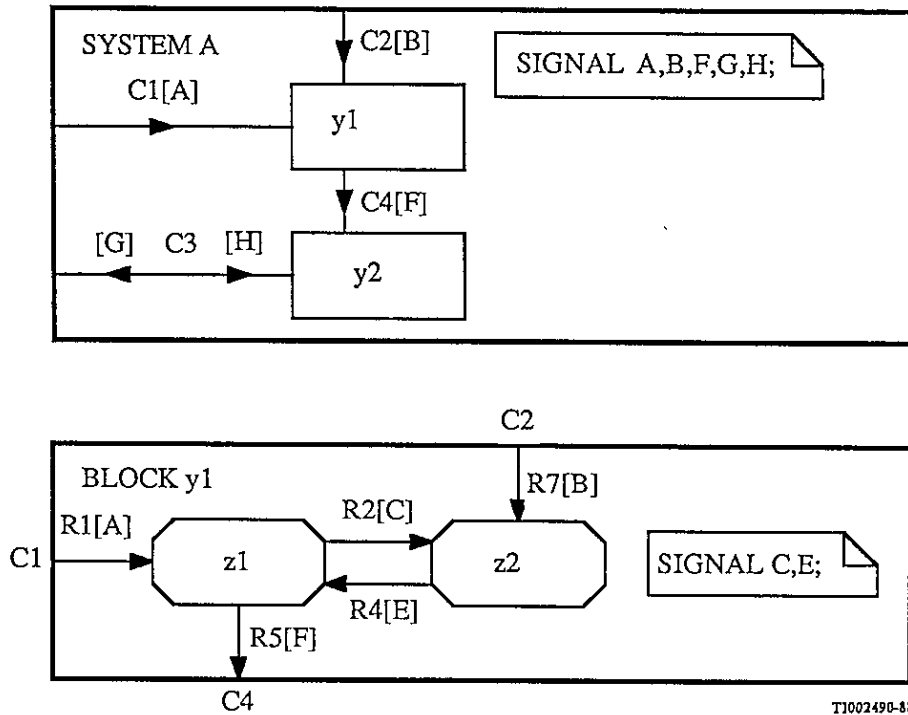 SYSTEM A
C2[B]
SIGNAL A,B,F,G,H;
C1[A]
y1
C4[F]
[G] C3 [H]
y2
C2
BLOCK y1
R7[B]
R1[A]
R2[C]
C1
z1
z2
SIGNAL C,E;
R4[E]
R5[F]
C4